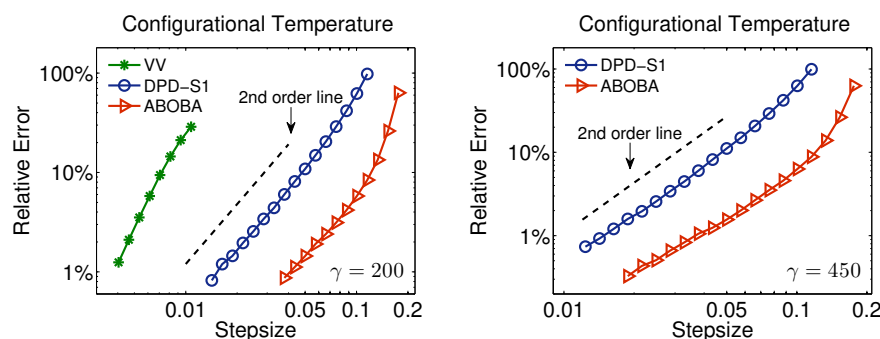 Configurational Temperature
VV
DPD-S1
ABOBA
2nd order line
γ = 200
Relative Error
100%
10%
1%
0.01
0.05
0.1
0.2
Stepsize
Configurational Temperature
DPD-S1
ABOBA
2nd order line
γ = 450
Relative Error
100%
10%
1%
0.01
0.05
0.1
0.2
Stepsize